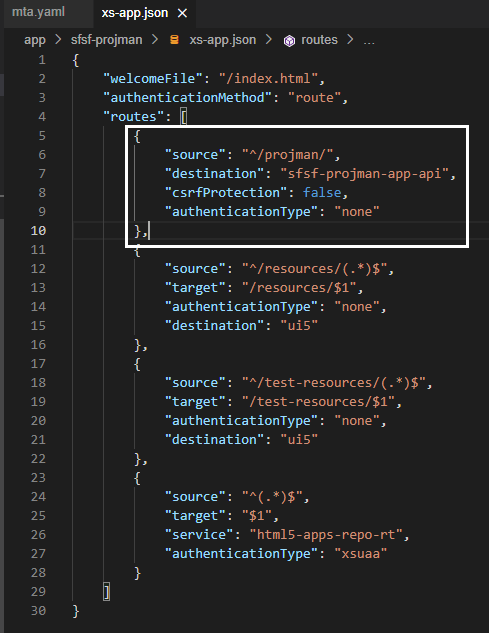 mta.yaml xs-app.json ×
app > sfsf-projman > xs-app.json > routes > ...
1 {
2 "welcomeFile": "/index.html",
3 "authenticationMethod": "route",
4 "routes": [
5 {
6 "source": "^/projman/",
7 "destination": "sfsf-projman-app-api",
8 "csrfProtection": false,
9 "authenticationType": "none"
10 },
11 {
12 "source": "^/resources/(.*)$",
13 "target": "/resources/$1",
14 "authenticationType": "none",
15 "destination": "ui5"
16 },
17 {
18 "source": "^/test-resources/(.*)$",
19 "target": "/test-resources/$1",
20 "authenticationType": "none",
21 "destination": "ui5"
22 },
23 {
24 "source": "^(.*)$",
25 "target": "$1",
26 "service": "html5-apps-repo-rt",
27 "authenticationType": "xsuaa"
28 }
29 ]
30 }